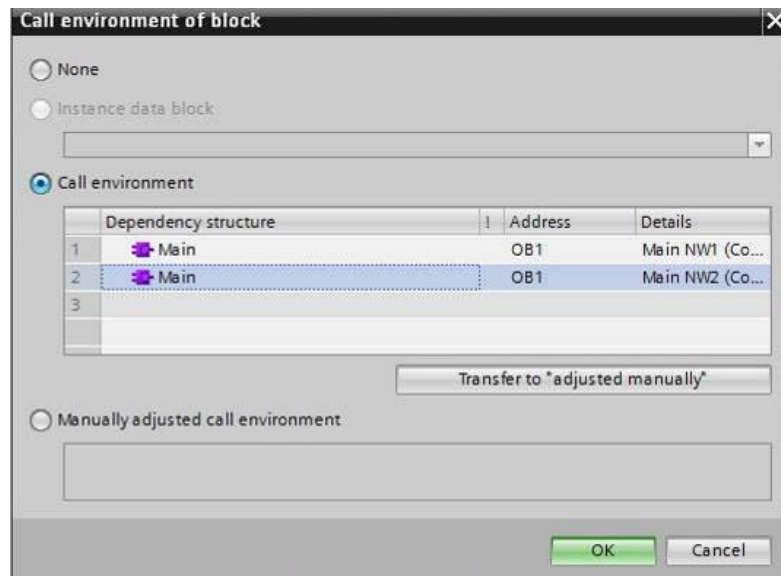 Call environment of block
None
Instance data block
Call environment
Dependency structure ! Address Details
1 Main OB1 Main NW1 (Co...
2 Main OB1 Main NW2 (Co...
3
Transfer to "adjusted manually"
Manually adjusted call environment
OK Cancel